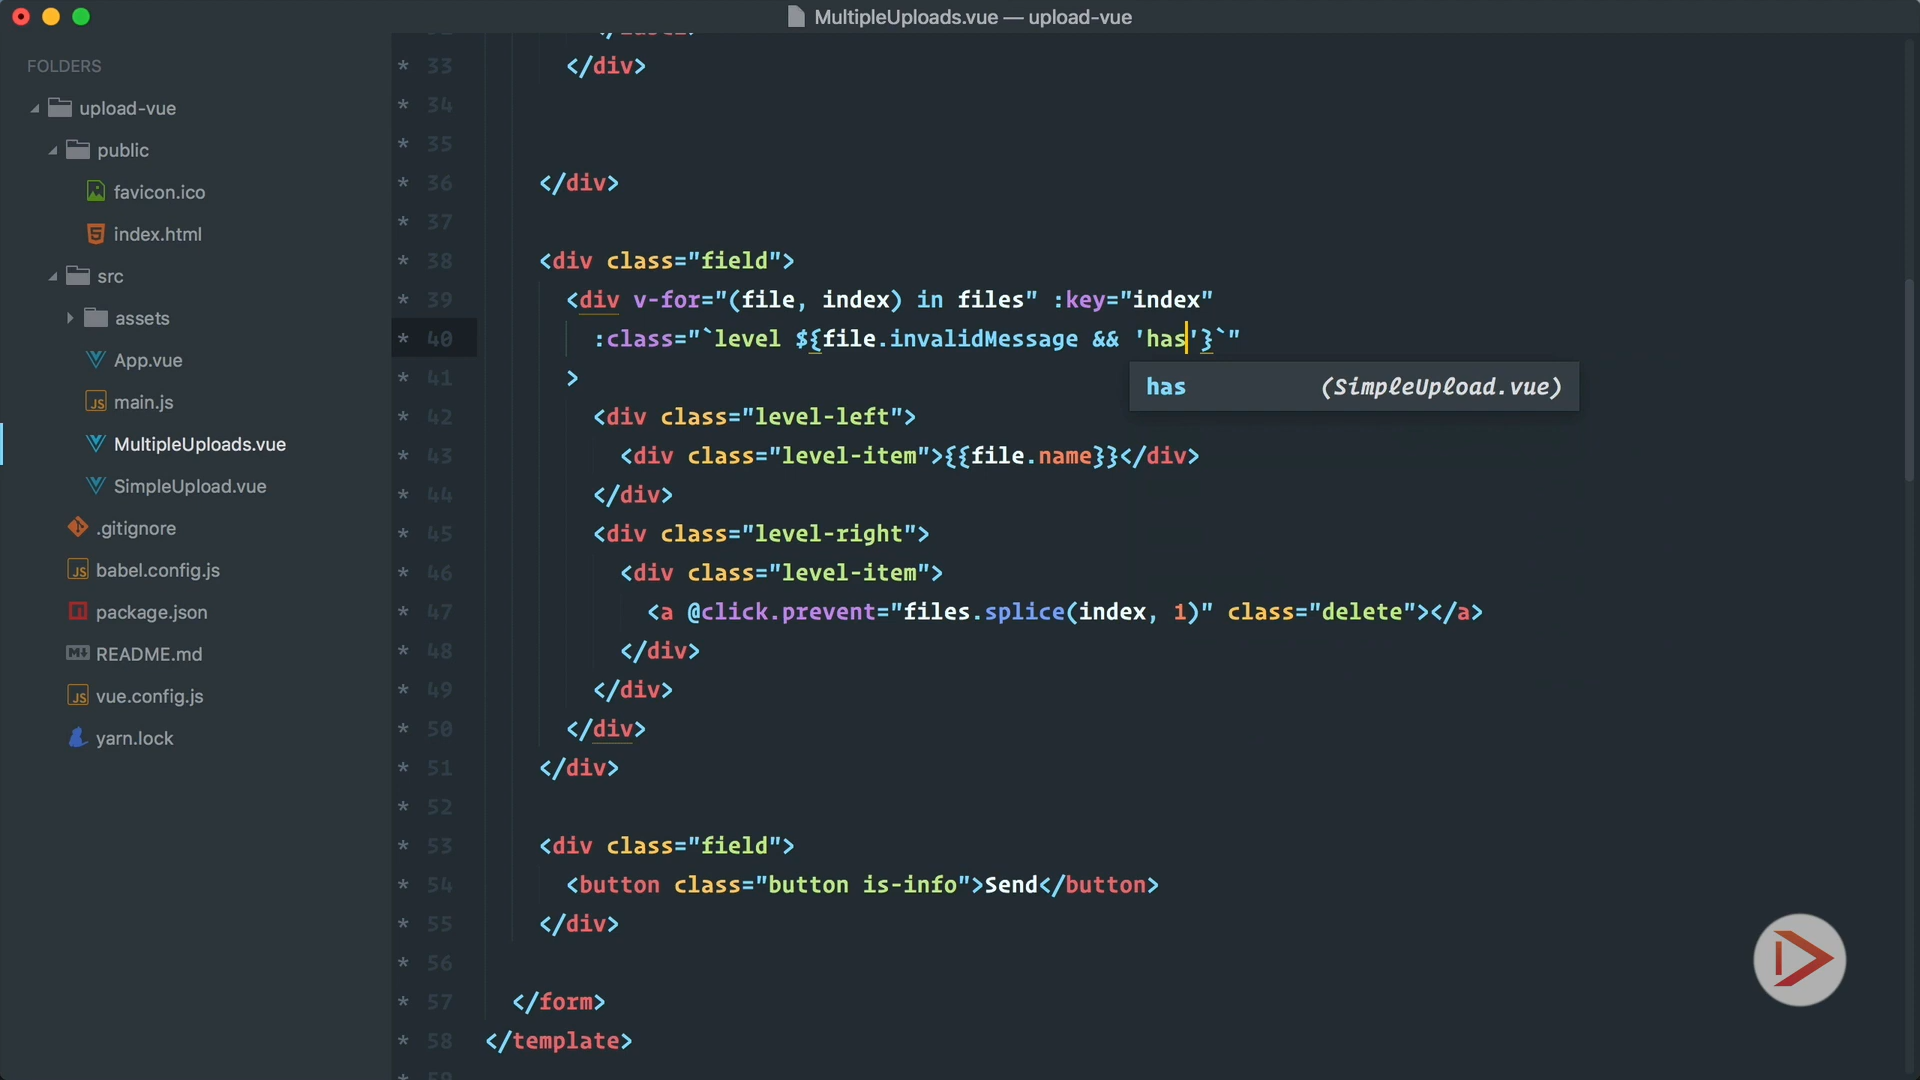 MultipleUploads.vue — upload-vue
FOLDERS
upload-vue
public
favicon.ico
index.html
src
assets
App.vue
main.js
MultipleUploads.vue
SimpleUpload.vue
.gitignore
babel.config.js
package.json
README.md
vue.config.js
yarn.lock
* 33 </div>
* 34
* 35
* 36 </div>
* 37
* 38 <div class="field">
* 39 <div v-for="(file, index) in files" :key="index"
* 40 :class="`level ${file.invalidMessage && 'has'}`"
has (SimpleUpload.vue)
* 41 >
* 42 <div class="level-left">
* 43 <div class="level-item">{{file.name}}</div>
* 44 </div>
* 45 <div class="level-right">
* 46 <div class="level-item">
* 47 <a @click.prevent="files.splice(index, 1)" class="delete"></a>
* 48 </div>
* 49 </div>
* 50 </div>
* 51 </div>
* 52
* 53 <div class="field">
* 54 <button class="button is-info">Send</button>
* 55 </div>
* 56
* 57 </form>
* 58 </template>